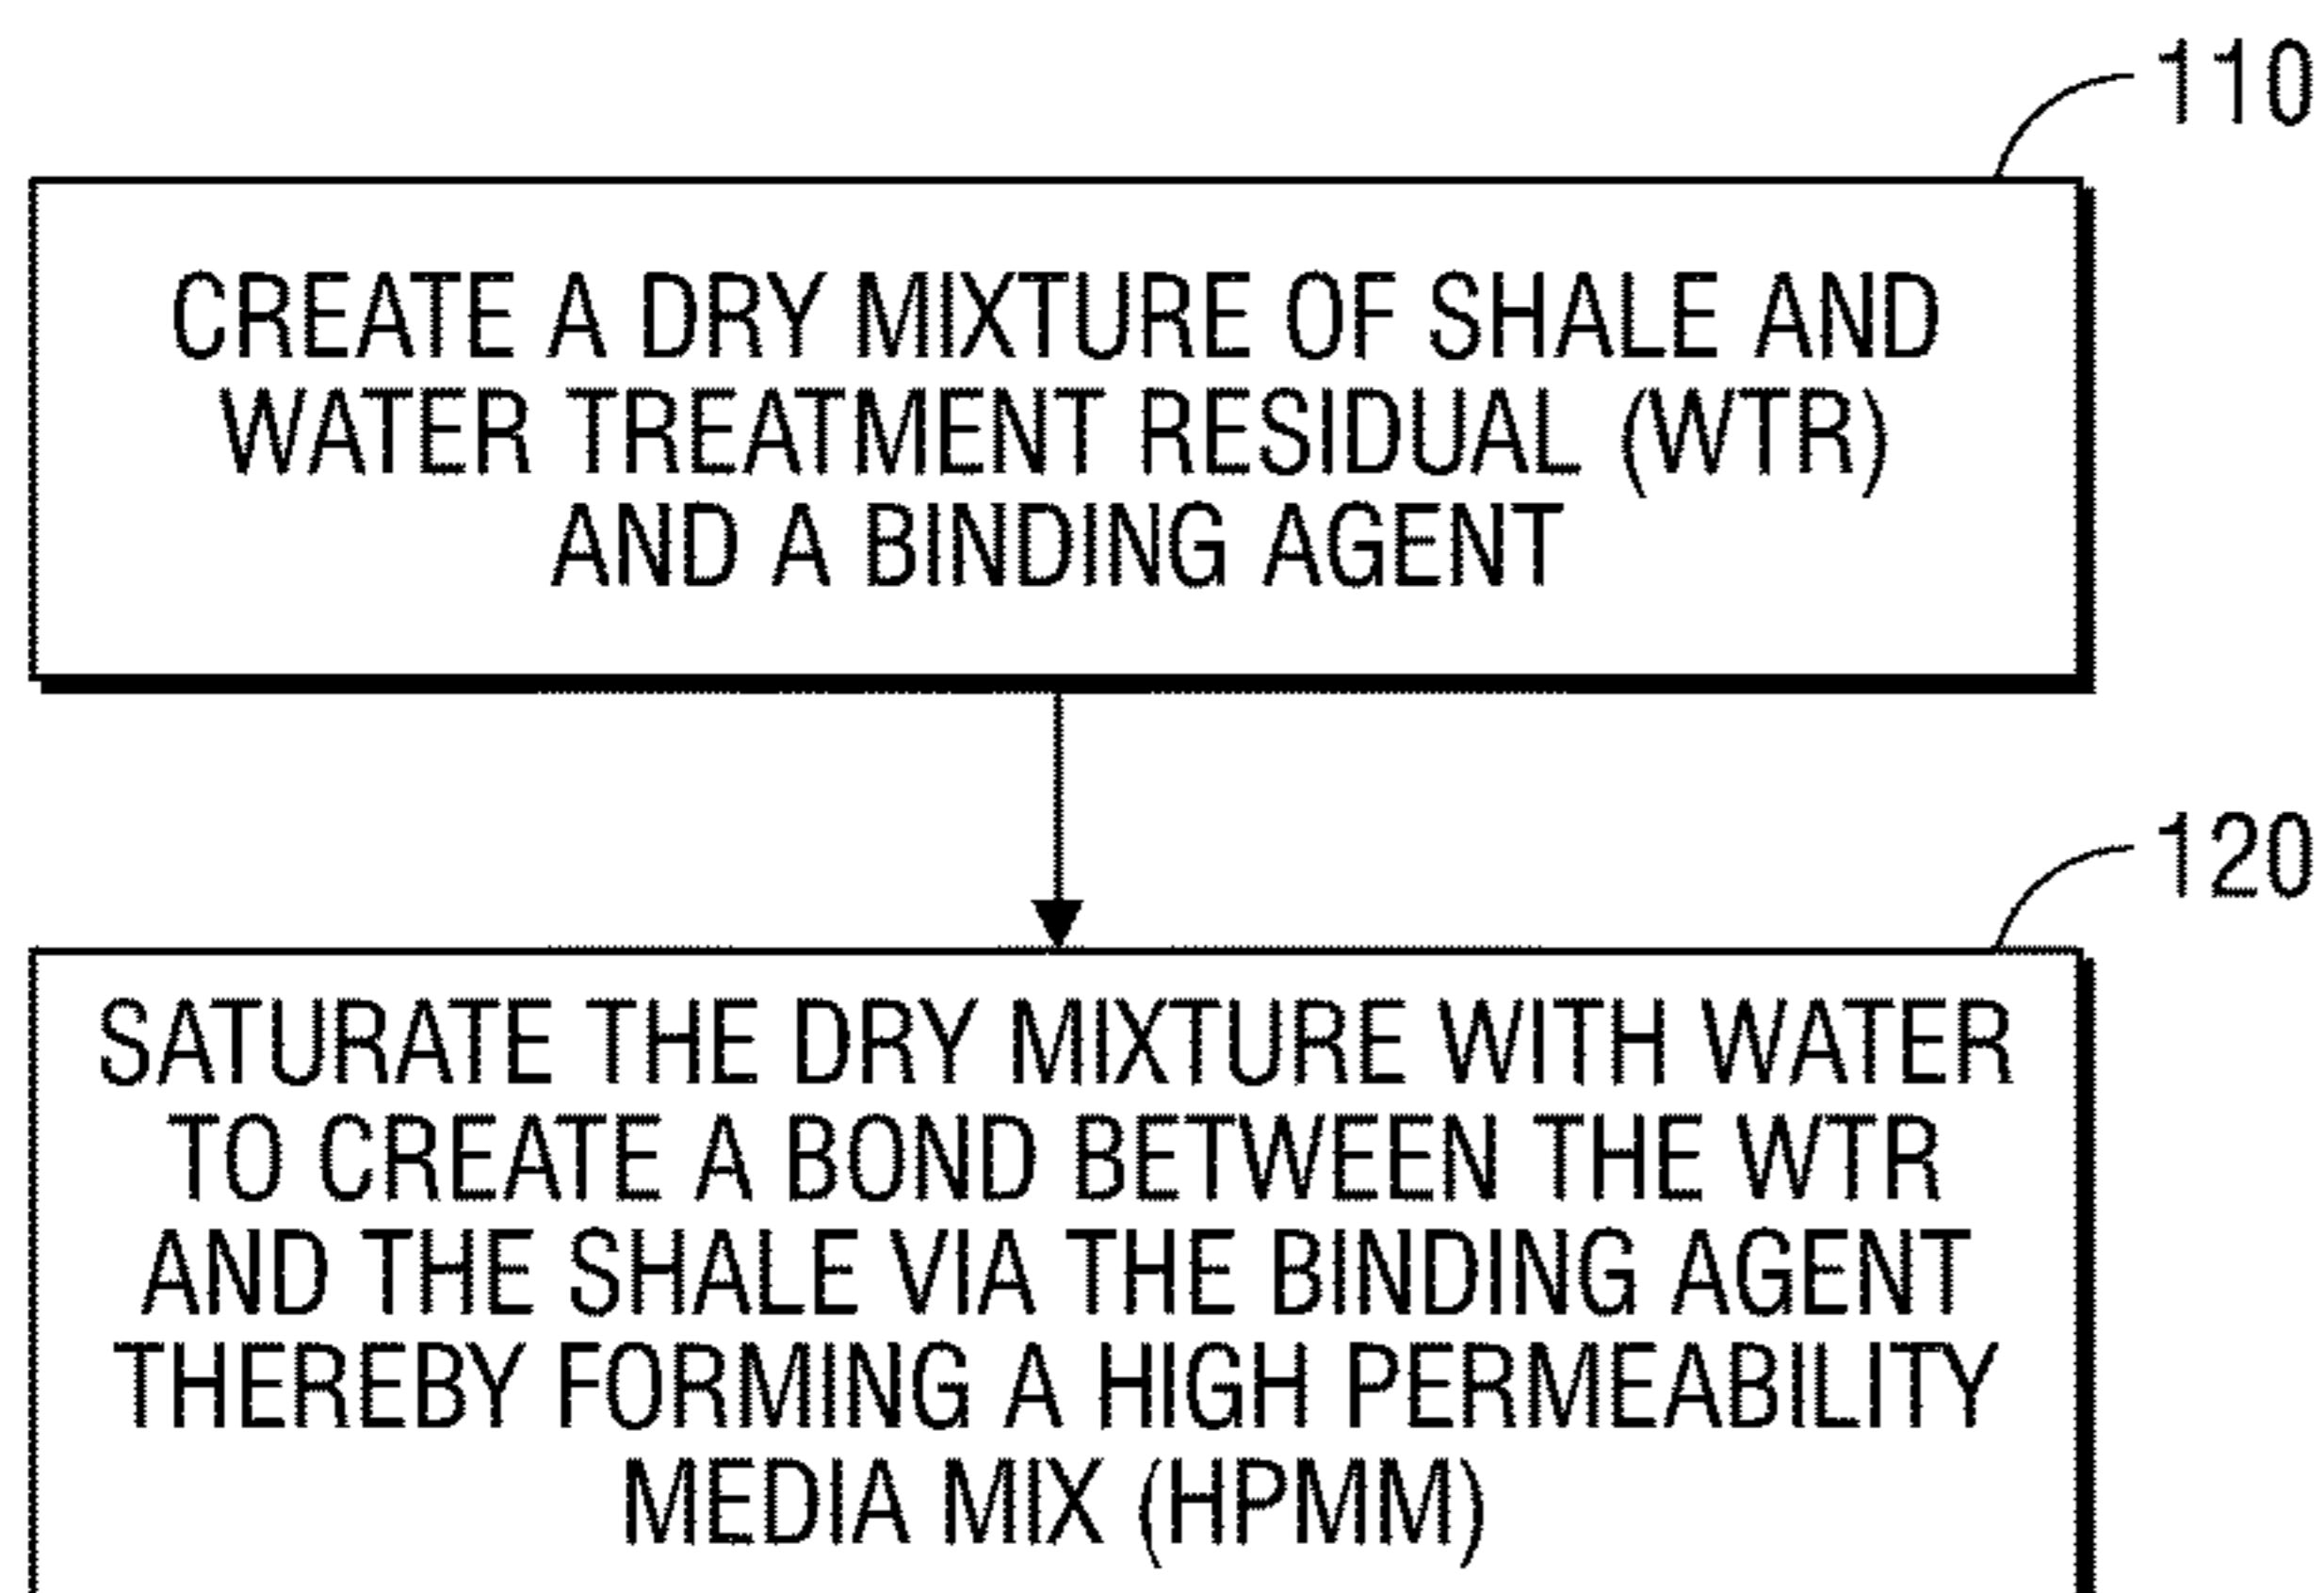 110
CREATE A DRY MIXTURE OF SHALE AND
WATER TREATMENT RESIDUAL (WTR)
AND A BINDING AGENT
120
SATURATE THE DRY MIXTURE WITH WATER
TO CREATE A BOND BETWEEN THE WTR
AND THE SHALE VIA THE BINDING AGENT
THEREBY FORMING A HIGH PERMEABILITY
MEDIA MIX (HPMM)